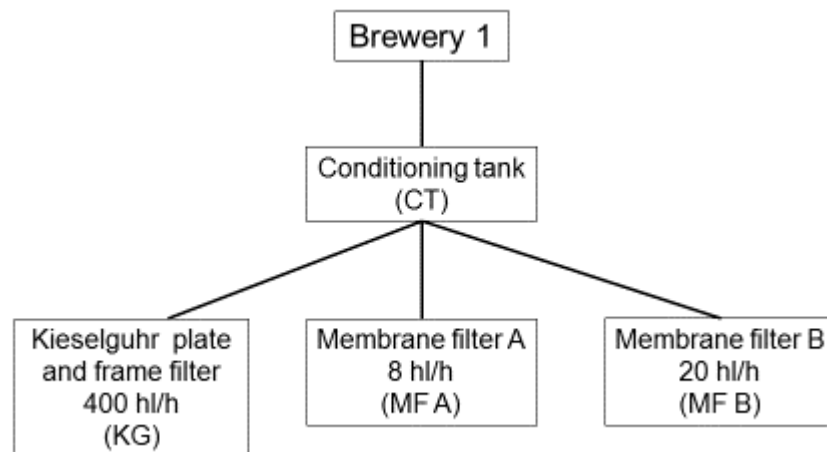 Brewery 1
Conditioning tank
(CT)
Kieselguhr plate
and frame filter
400 hl/h
(KG)
Membrane filter A
8 hl/h
(MF A)
Membrane filter B
20 hl/h
(MF B)